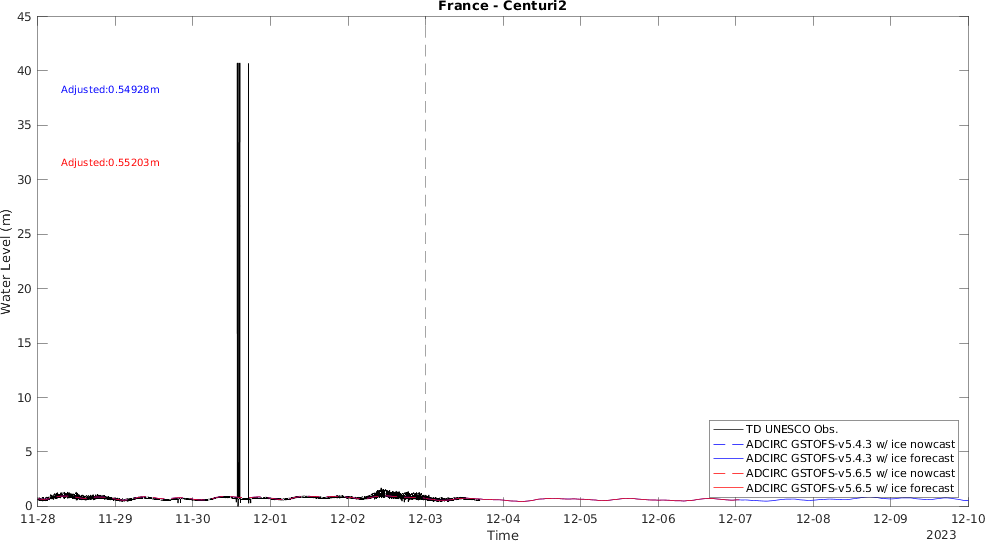 France - Centuri2
45
40
35
30
25
20
15
10
5
0
Water Level (m)
Adjusted:0.54928m
Adjusted:0.55203m
TD UNESCO Obs.
ADCIRC GSTOFS-v5.4.3 w/ ice nowcast
ADCIRC GSTOFS-v5.4.3 w/ ice forecast
ADCIRC GSTOFS-v5.6.5 w/ ice nowcast
ADCIRC GSTOFS-v5.6.5 w/ ice forecast
11-28 11-29 11-30 12-01 12-02 12-03 12-04 12-05 12-06 12-07 12-08 12-09 12-10
Time
2023